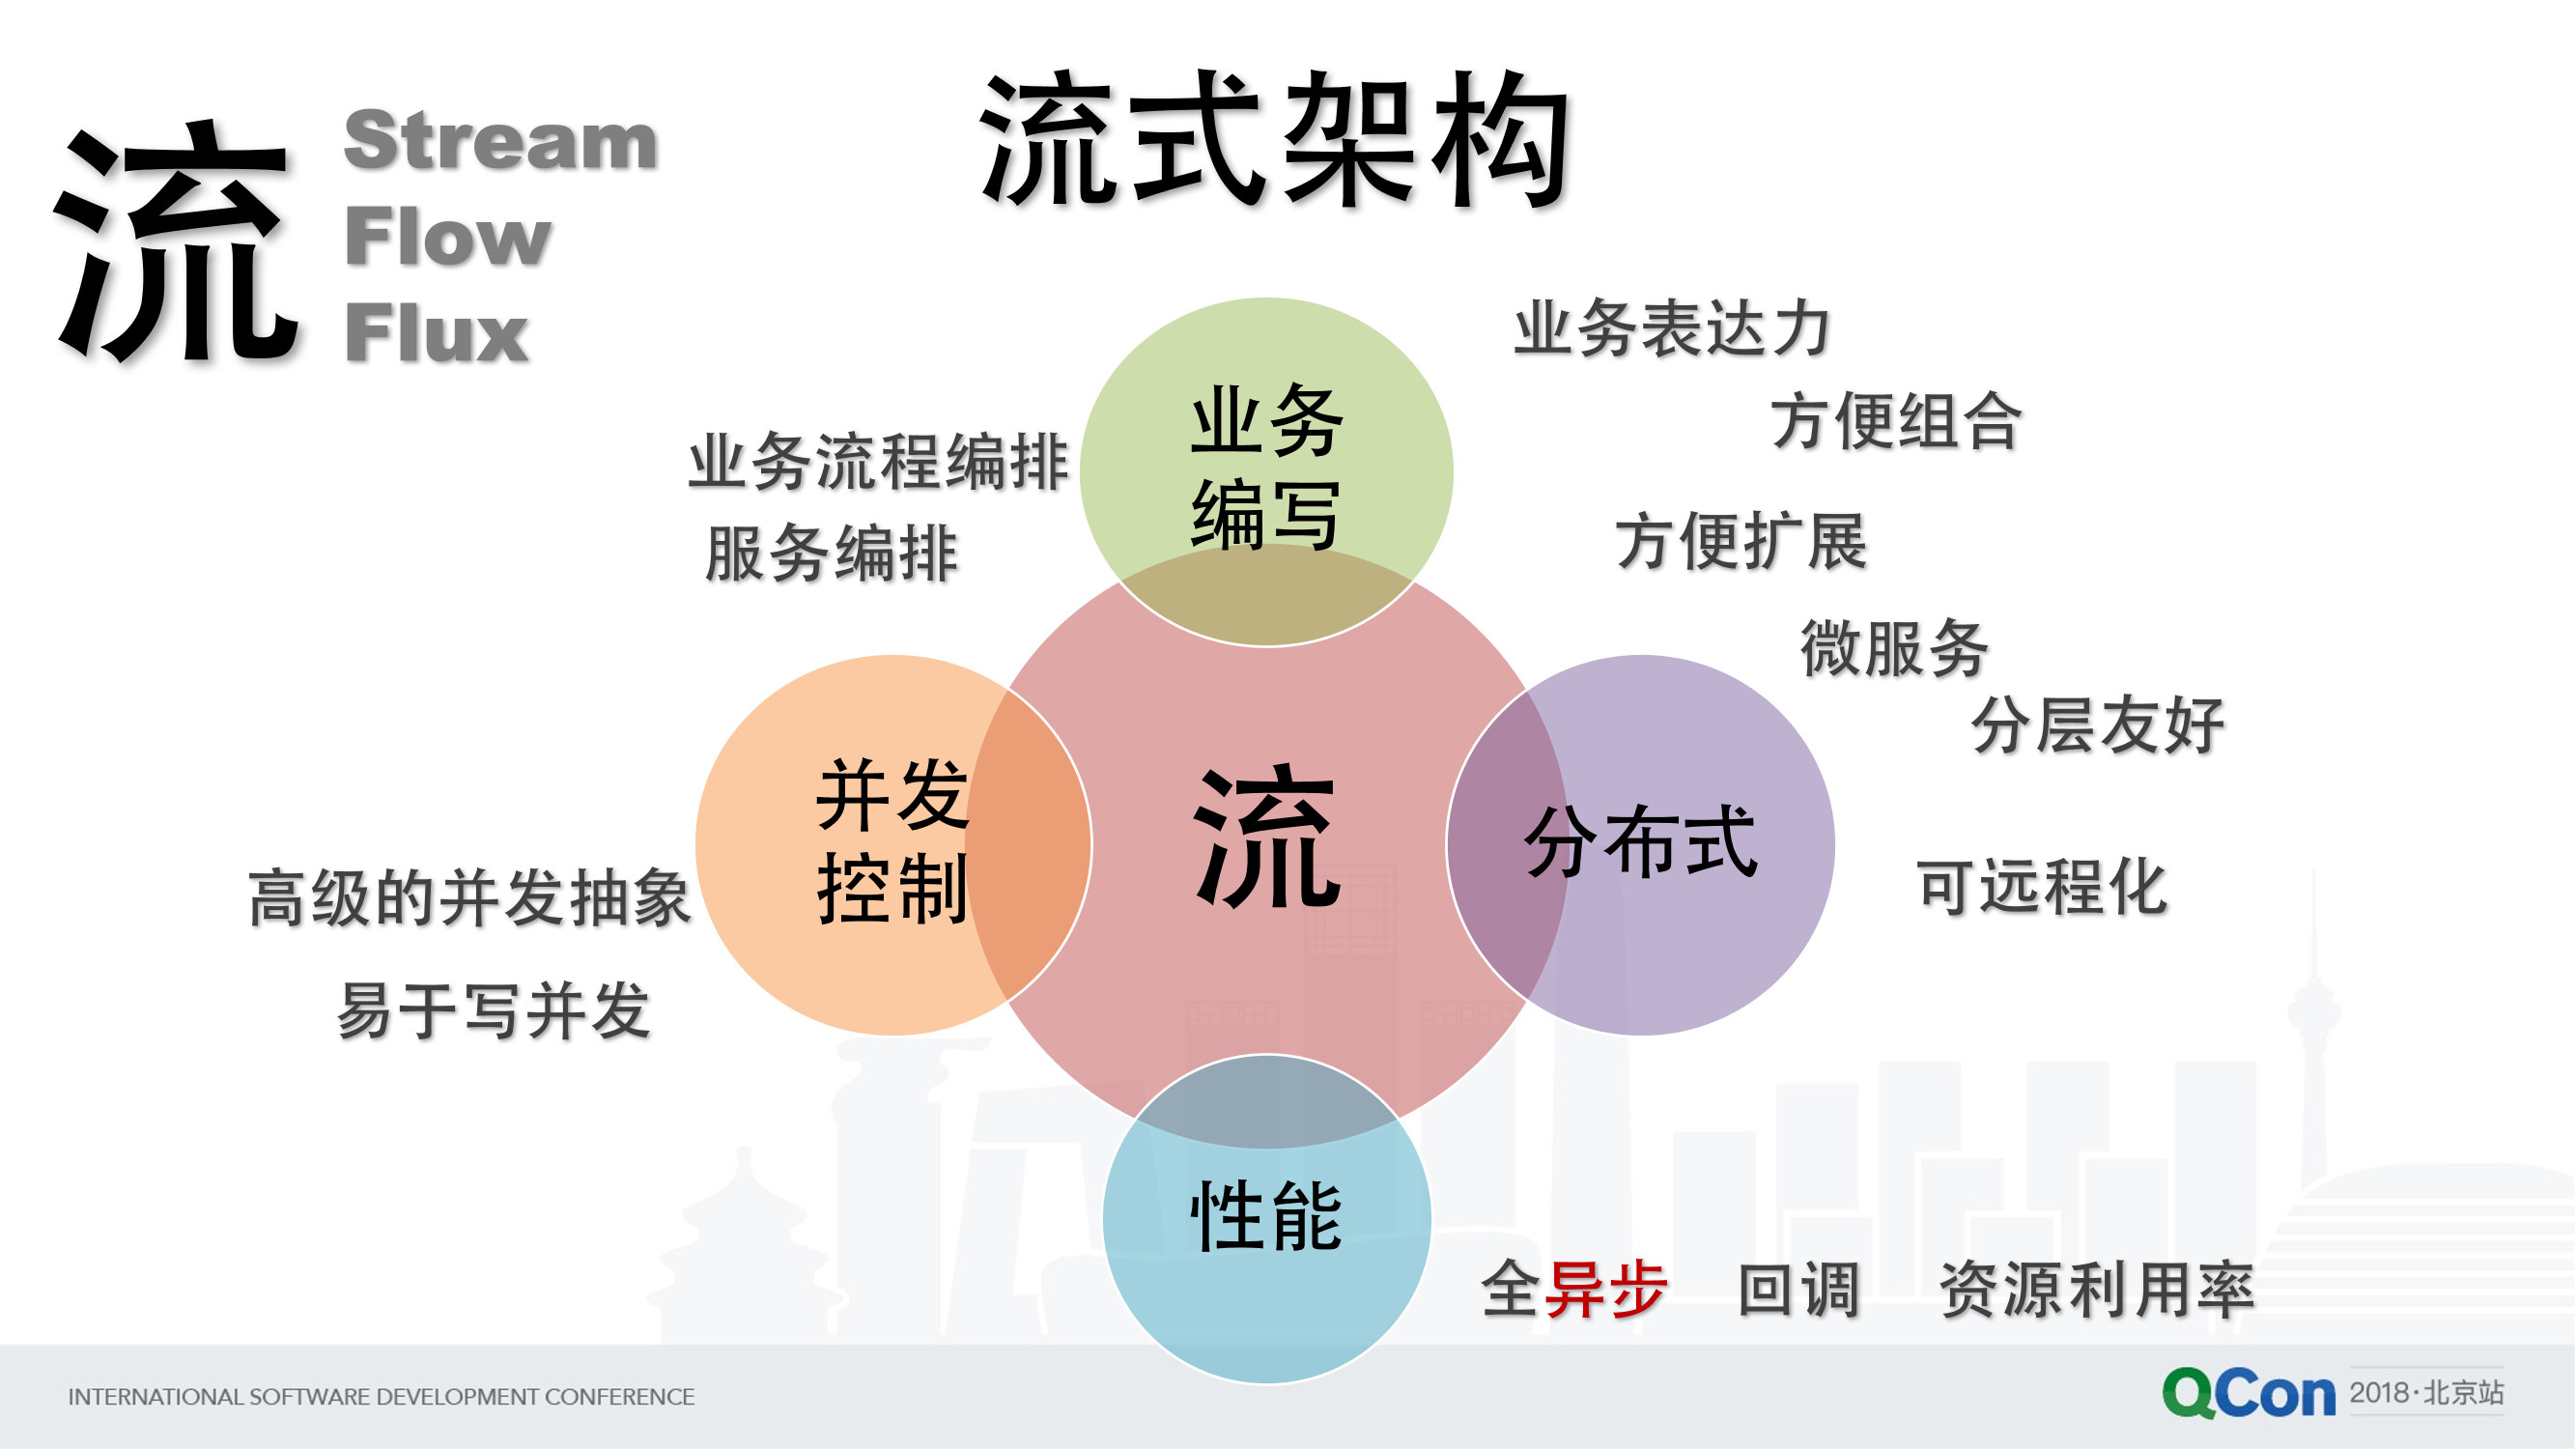 流式架构
流
Stream
Flow
Flux
业务
编写
业务表达力
方便组合
方便扩展
业务流程编排
服务编排
微服务
分层友好
分布式
可远程化
流
并发
控制
高级的并发抽象
易于写并发
性能
全异步 回调 资源利用率
INTERNATIONAL SOFTWARE DEVELOPMENT CONFERENCE
QCon 2018·北京站